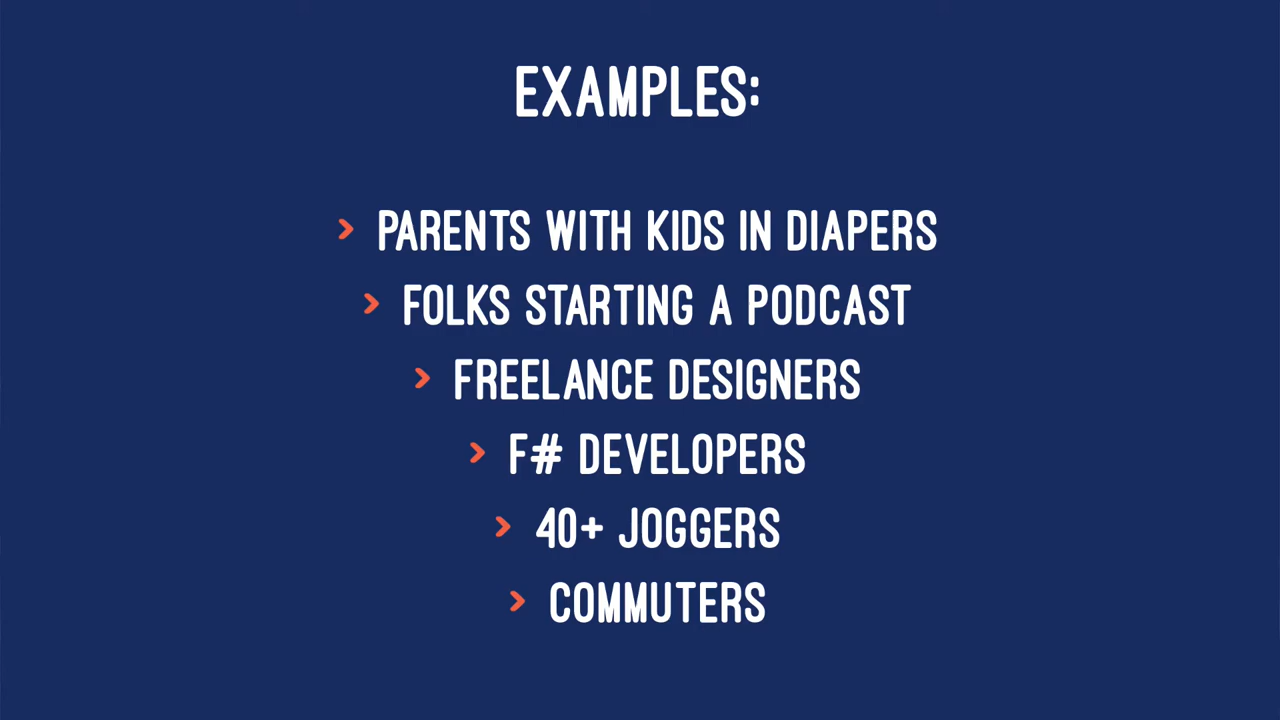 EXAMPLES:
> PARENTS WITH KIDS IN DIAPERS
> FOLKS STARTING A PODCAST
> FREELANCE DESIGNERS
> F# DEVELOPERS
> 40+ JOGGERS
> COMMUTERS